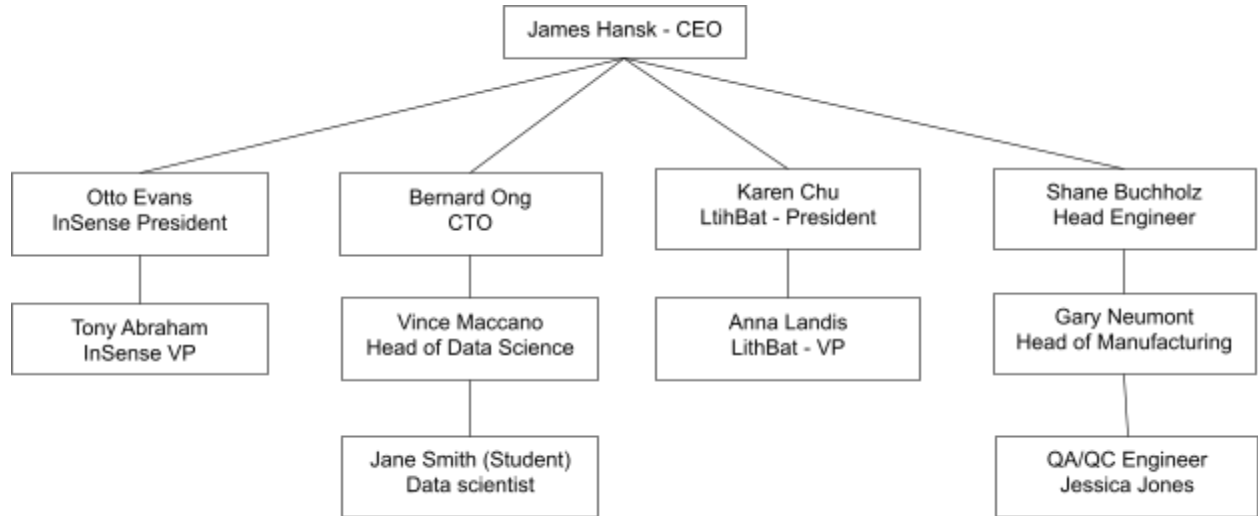 James Hansk - CEO
Otto Evans
InSense President
Bernard Ong
CTO
Karen Chu
LtihBat - President
Shane Buchholz
Head Engineer
Tony Abraham
InSense VP
Vince Maccano
Head of Data Science
Anna Landis
LithBat - VP
Gary Neumont
Head of Manufacturing
Jane Smith (Student)
Data scientist
QA/QC Engineer
Jessica Jones